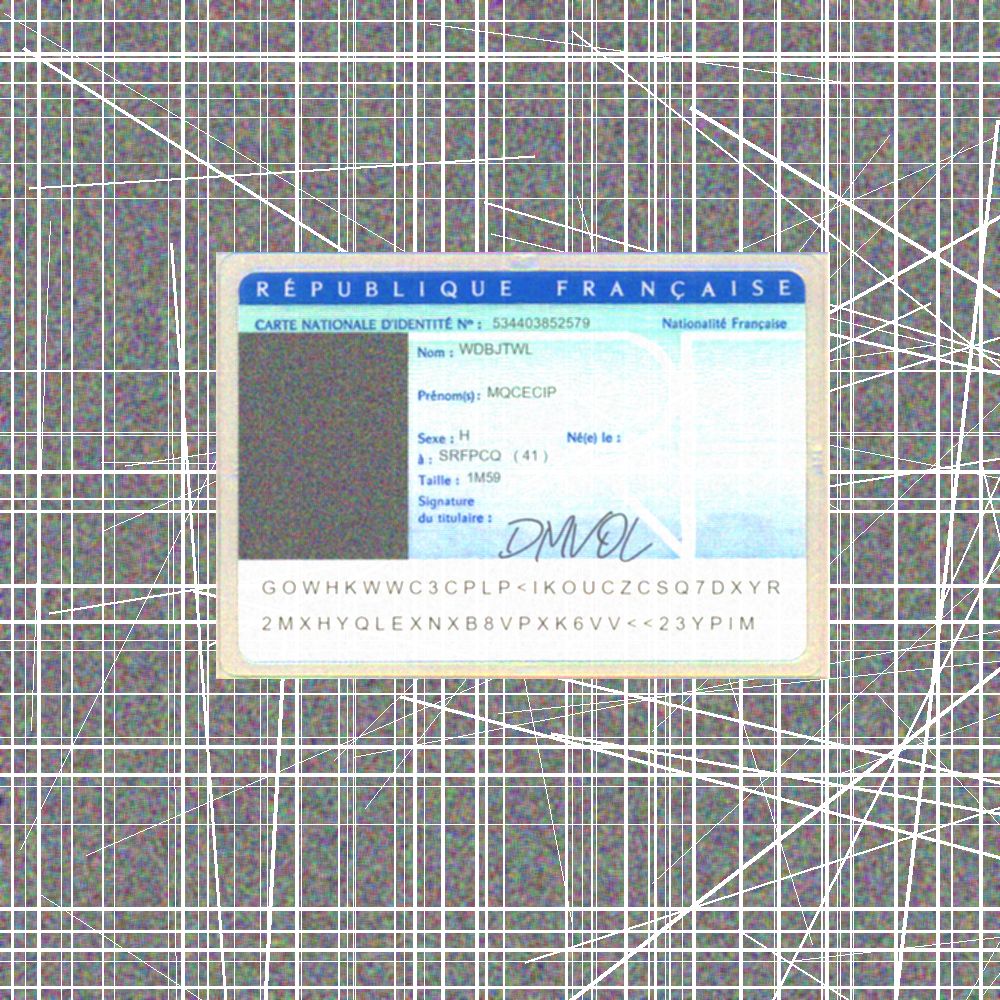 RÉPUBLIQUE FRANÇAISE
CARTE NATIONALE D'IDENTITÉ Nº : 534403852579 Nationalité Française
Nom : WDBJTWL
Prénom(s) : MQCECIP
Sexe : H Né(e) le :
à : SRFPCQ (41)
Taille : 1M59
Signature
du titulaire : DMVOL
GOWHKWWC3CPLP<IKOUCZCSQ7DXYR
2MXHYQLEXNXB8VPXK6VV<<23YPIM